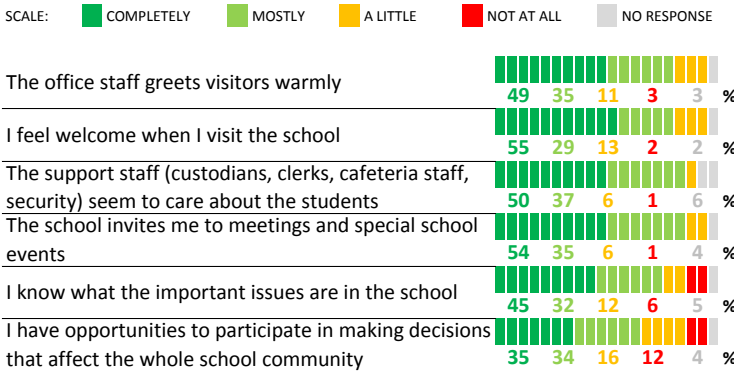 SCALE: COMPLETELY MOSTLY A LITTLE NOT AT ALL NO RESPONSE
The office staff greets visitors warmly
49 35 11 3 3 %
I feel welcome when I visit the school
55 29 13 2 2 %
The support staff (custodians, clerks, cafeteria staff,
security) seem to care about the students
50 37 6 1 6 %
The school invites me to meetings and special school
events
54 35 6 1 4 %
I know what the important issues are in the school
45 32 12 6 5 %
I have opportunities to participate in making decisions
that affect the whole school community
35 34 16 12 4 %